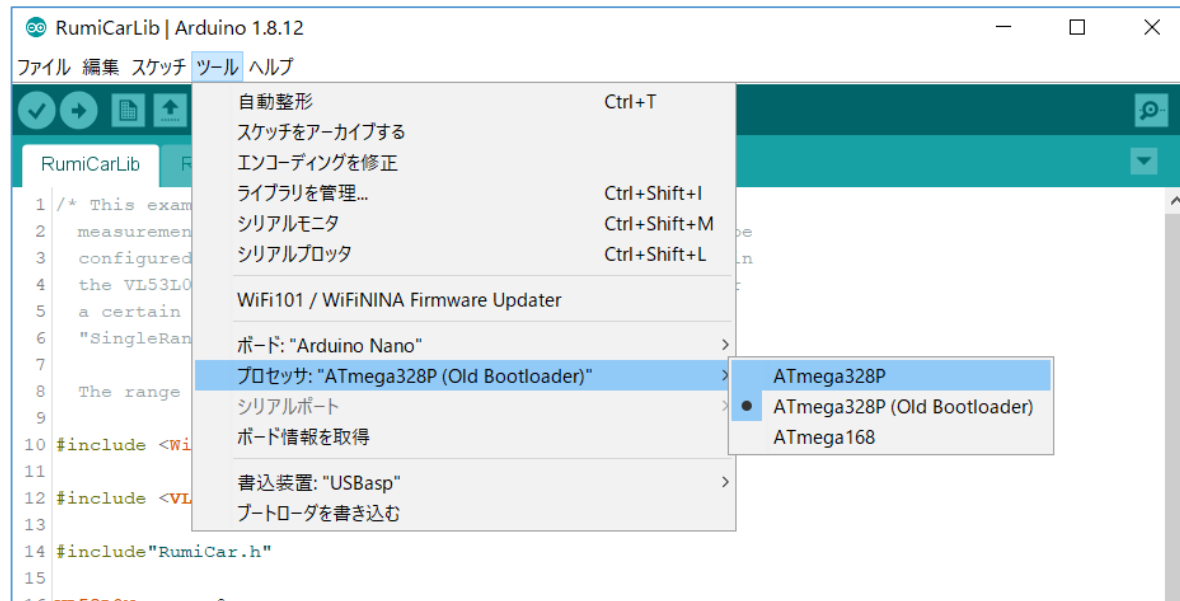 RumiCarLib | Arduino 1.8.12
ファイル 編集 スケッチ ツール ヘルプ
自動整形 Ctrl+T
スケッチをアーカイブする
エンコーディングを修正
ライブラリを管理... Ctrl+Shift+I
シリアルモニタ Ctrl+Shift+M
シリアルプロッタ Ctrl+Shift+L
WiFi101 / WiFiNINA Firmware Updater
ボード: "Arduino Nano"
プロセッサ: "ATmega328P (Old Bootloader)"
シリアルポート
ボード情報を取得
書込装置: "USBasp"
ブートローダを書き込む
ATmega328P
ATmega328P (Old Bootloader)
ATmega168
RumiCarLib R
1 /* This exam
2 measuremen
3 configured in
4 the VL53L0
5 a certain
6 "SingleRan
7
8 The range
9
10 #include <Wi
11
12 #include <VL
13
14 #include"RumiCar.h"
15